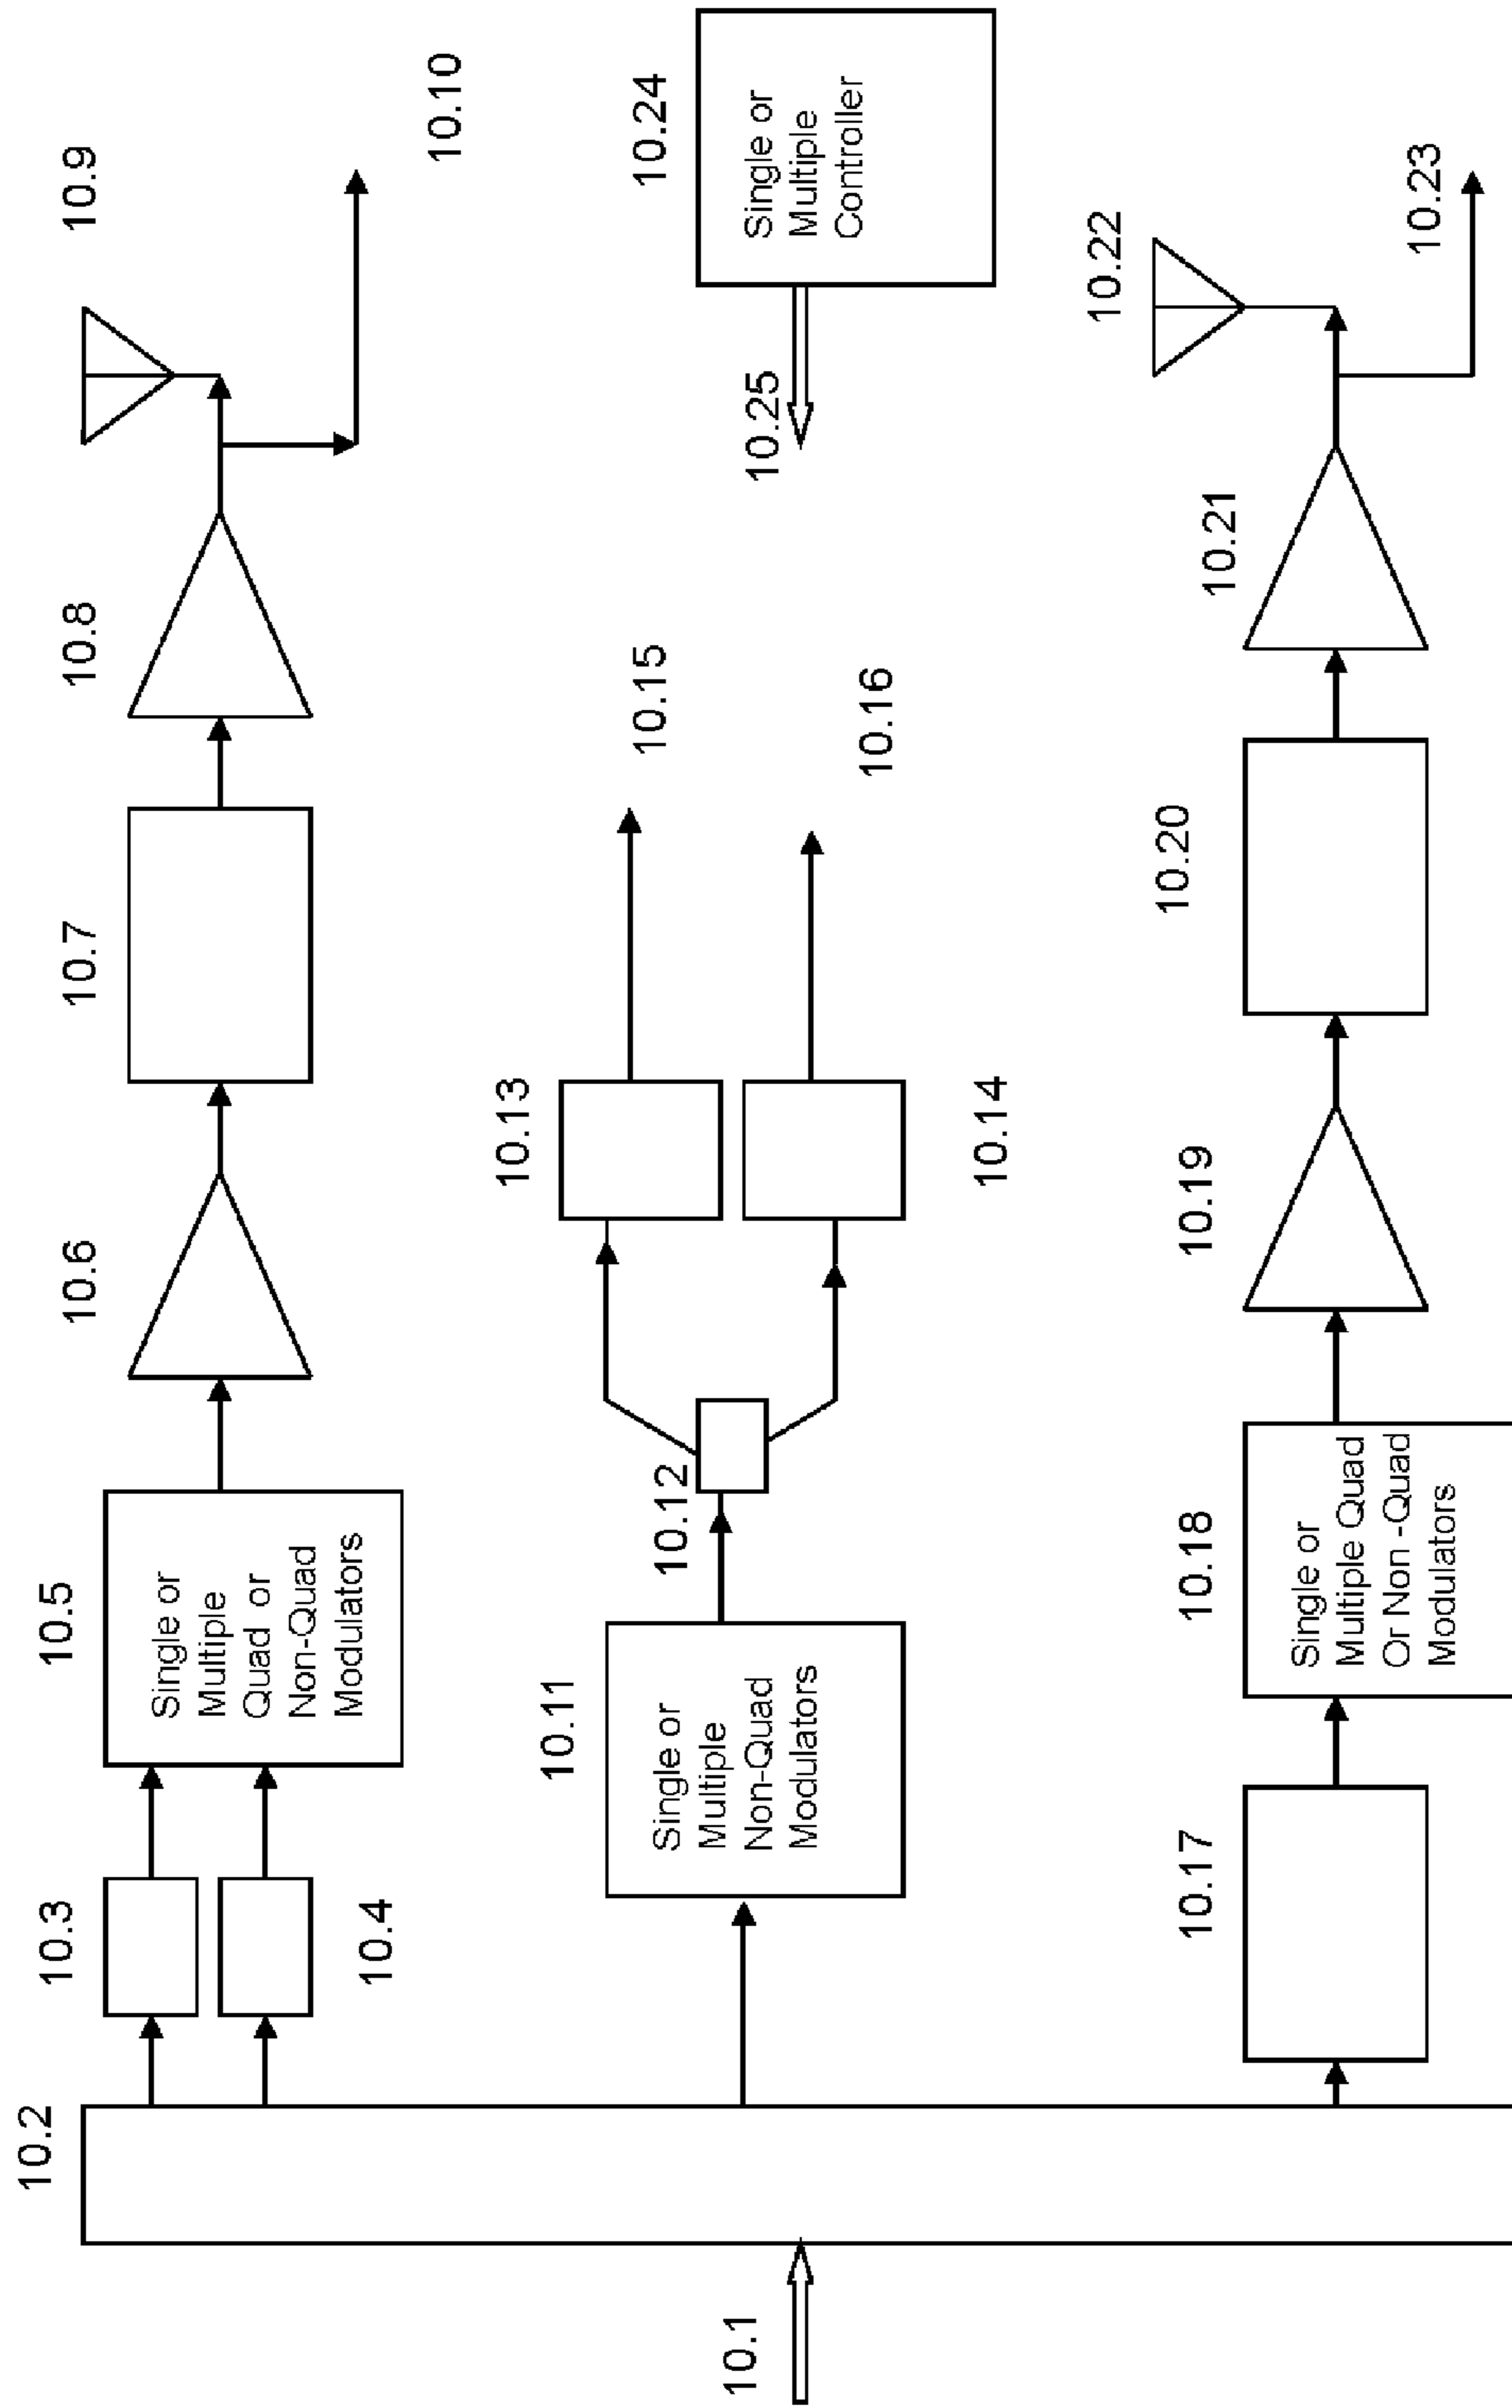 10.1
10.2
10.3
10.4
10.5
Single or
Multiple
Quad or
Non-Quad
Modulators
10.6
10.7
10.8
10.9
10.10
10.11
Single or
Multiple
Non-Quad
Modulators
10.12
10.13
10.14
10.15
10.16
10.17
10.18
Single or
Multiple Quad
Or Non -Quad
Modulators
10.19
10.20
10.21
10.22
10.23
10.24
Single or
Multiple
Controller
10.25